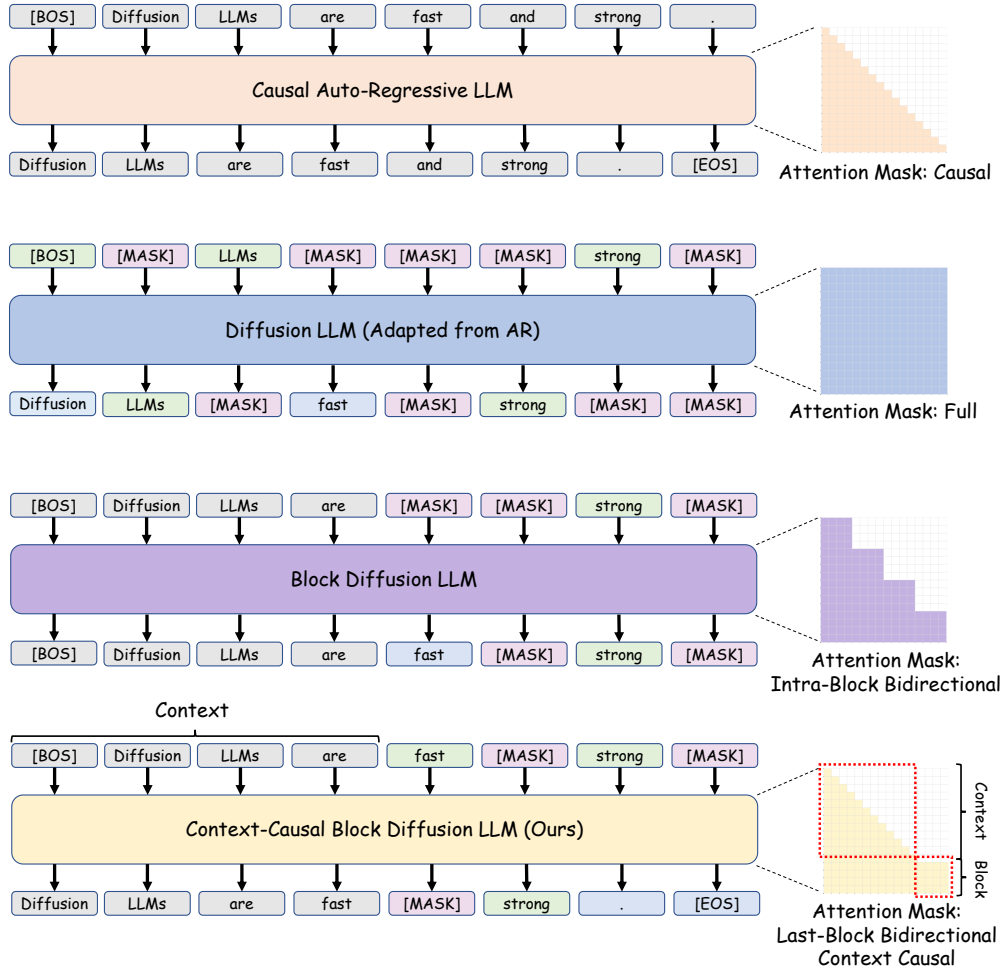 [BOS] Diffusion LLMs are fast and strong .
Causal Auto-Regressive LLM
Diffusion LLMs are fast and strong . [EOS]
Attention Mask: Causal
[BOS] [MASK] LLMs [MASK] [MASK] [MASK] strong [MASK]
Diffusion LLM (Adapted from AR)
Diffusion LLMs [MASK] fast [MASK] strong [MASK] [MASK]
Attention Mask: Full
[BOS] Diffusion LLMs are [MASK] [MASK] strong [MASK]
Block Diffusion LLM
[BOS] Diffusion LLMs are fast [MASK] strong [MASK]
Attention Mask:
Intra-Block Bidirectional
Context
[BOS] Diffusion LLMs are fast [MASK] strong [MASK]
Context-Causal Block Diffusion LLM (Ours)
Diffusion LLMs are fast [MASK] strong . [EOS]
Context
Block
Attention Mask:
Last-Block Bidirectional
Context Causal